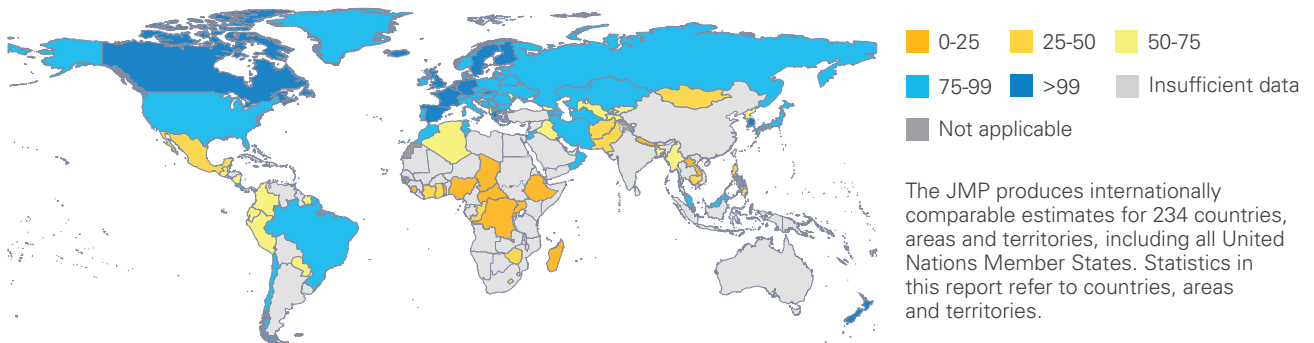 0-25 25-50 50-75
75-99 >99 Insufficient data
Not applicable
The JMP produces internationally
comparable estimates for 234 countries,
areas and territories, including all United
Nations Member States. Statistics in
this report refer to countries, areas
and territories.